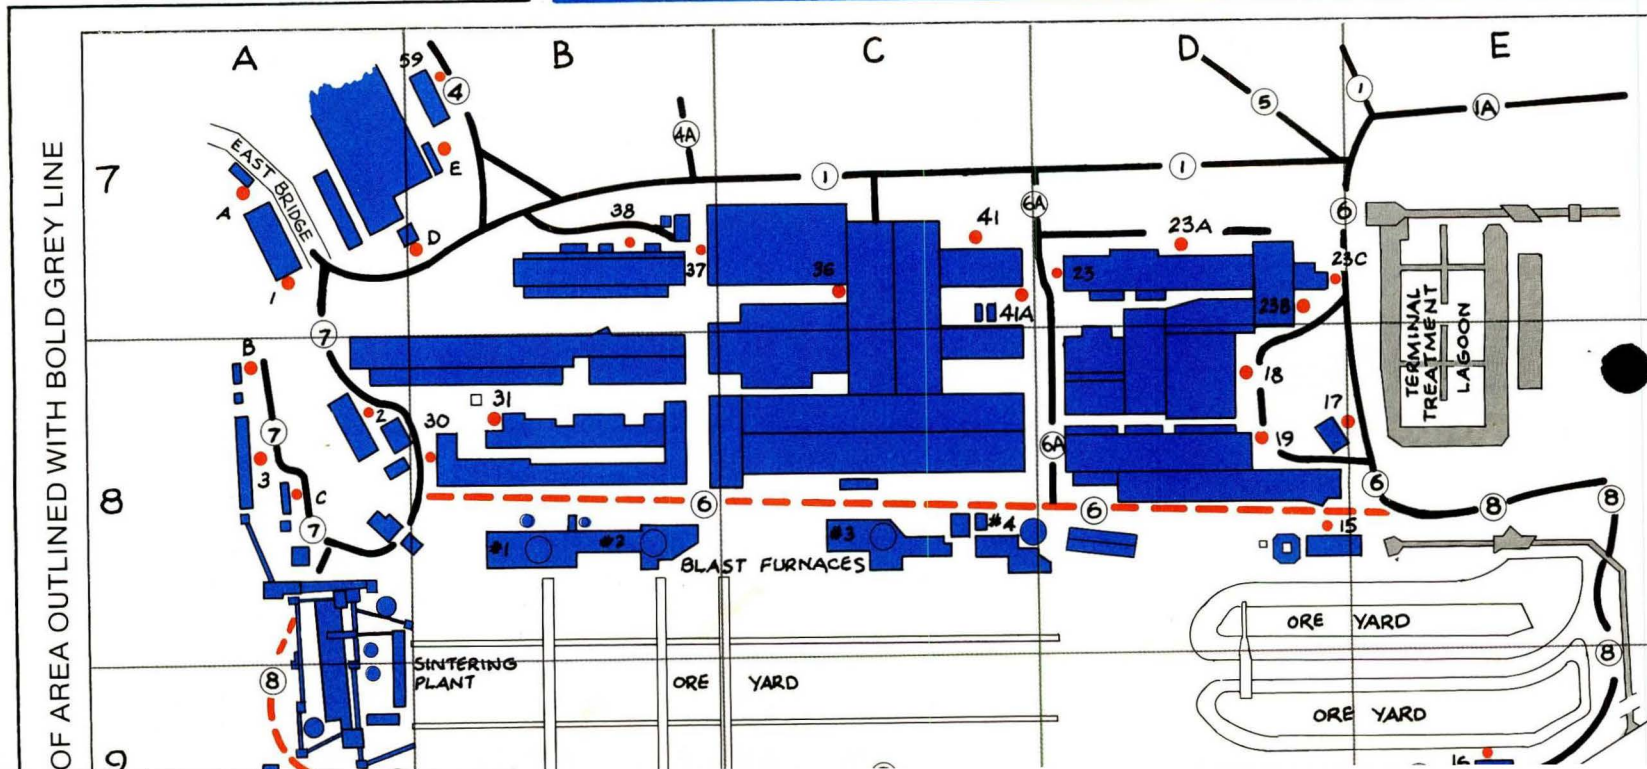 OF AREA OUTLINED WITH BOLD GREY LINE
A
B
C
D
E
7
8
9
59
4
4A
5
1
1A
EAST BRIDGE
A
E
D
1
38
37
36
41
41A
1
1
6A
6
23A
23
23B
23C
TERMINAL
TREATMENT
LAGOON
7
B
2
30
31
18
17
19
7
3
C
7
6A
6
6
6
8
8
15
#1
#2
#3
#4
BLAST FURNACES
ORE YARD
8
8
SINTERING
PLANT
ORE YARD
ORE YARD
16